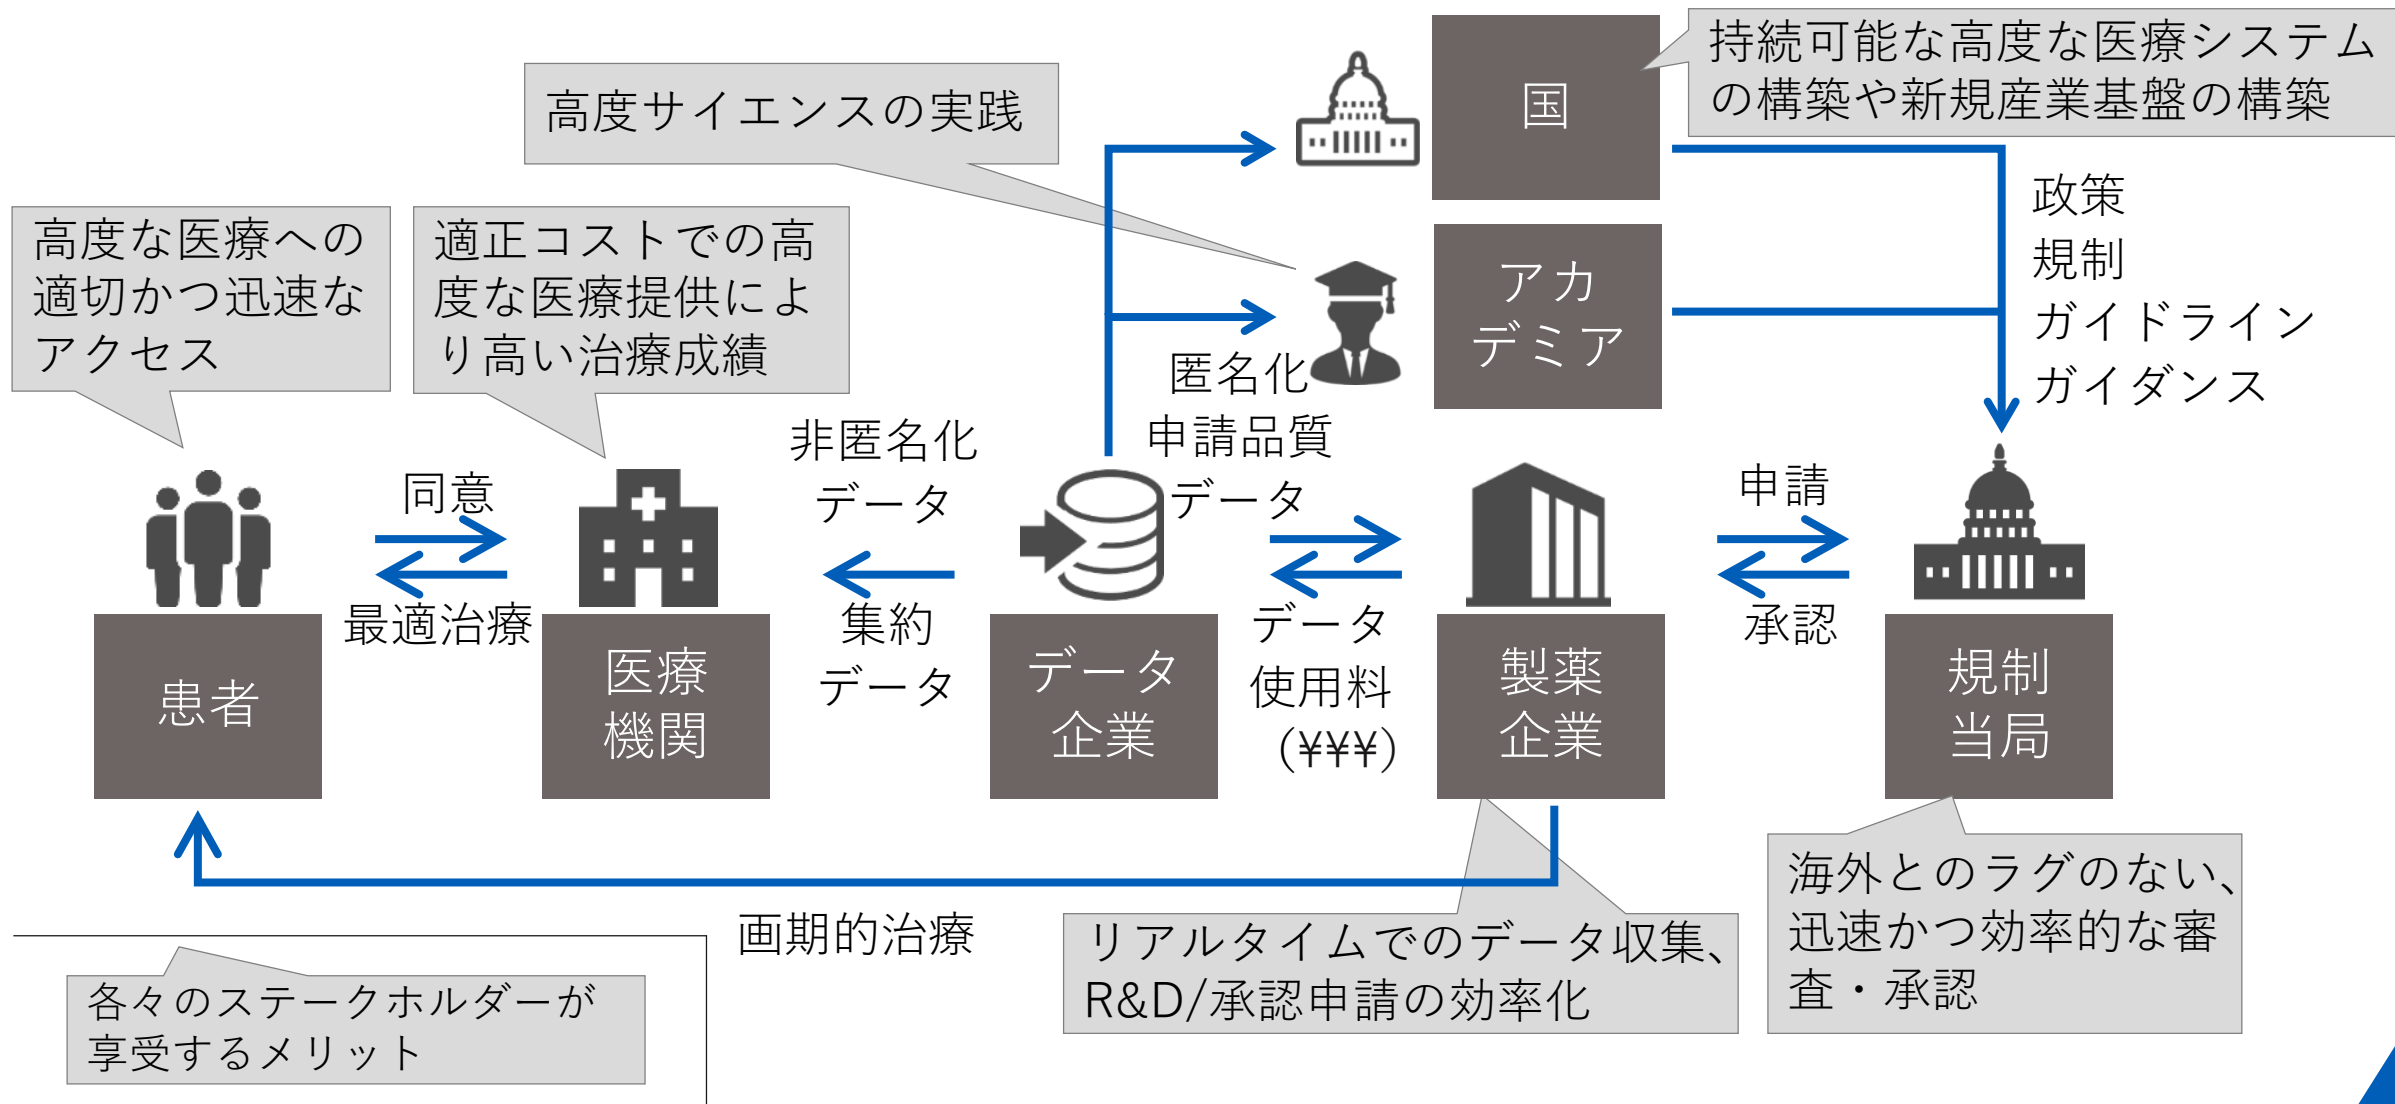 国
持続可能な高度な医療システム
の構築や新規産業基盤の構築
高度サイエンスの実践
アカ
デミア
政策
規制
ガイドライン
ガイダンス
高度な医療への
適切かつ迅速な
アクセス
適正コストでの高
度な医療提供によ
り高い治療成績
匿名化
申請品質
データ
非匿名化
データ
同意
最適治療
集約
データ
データ
使用料
(¥¥¥)
申請
承認
患者
医療
機関
データ
企業
製薬
企業
規制
当局
画期的治療
リアルタイムでのデータ収集、
R&D/承認申請の効率化
海外とのラグのない、
迅速かつ効率的な審
査・承認
各々のステークホルダーが
享受するメリット